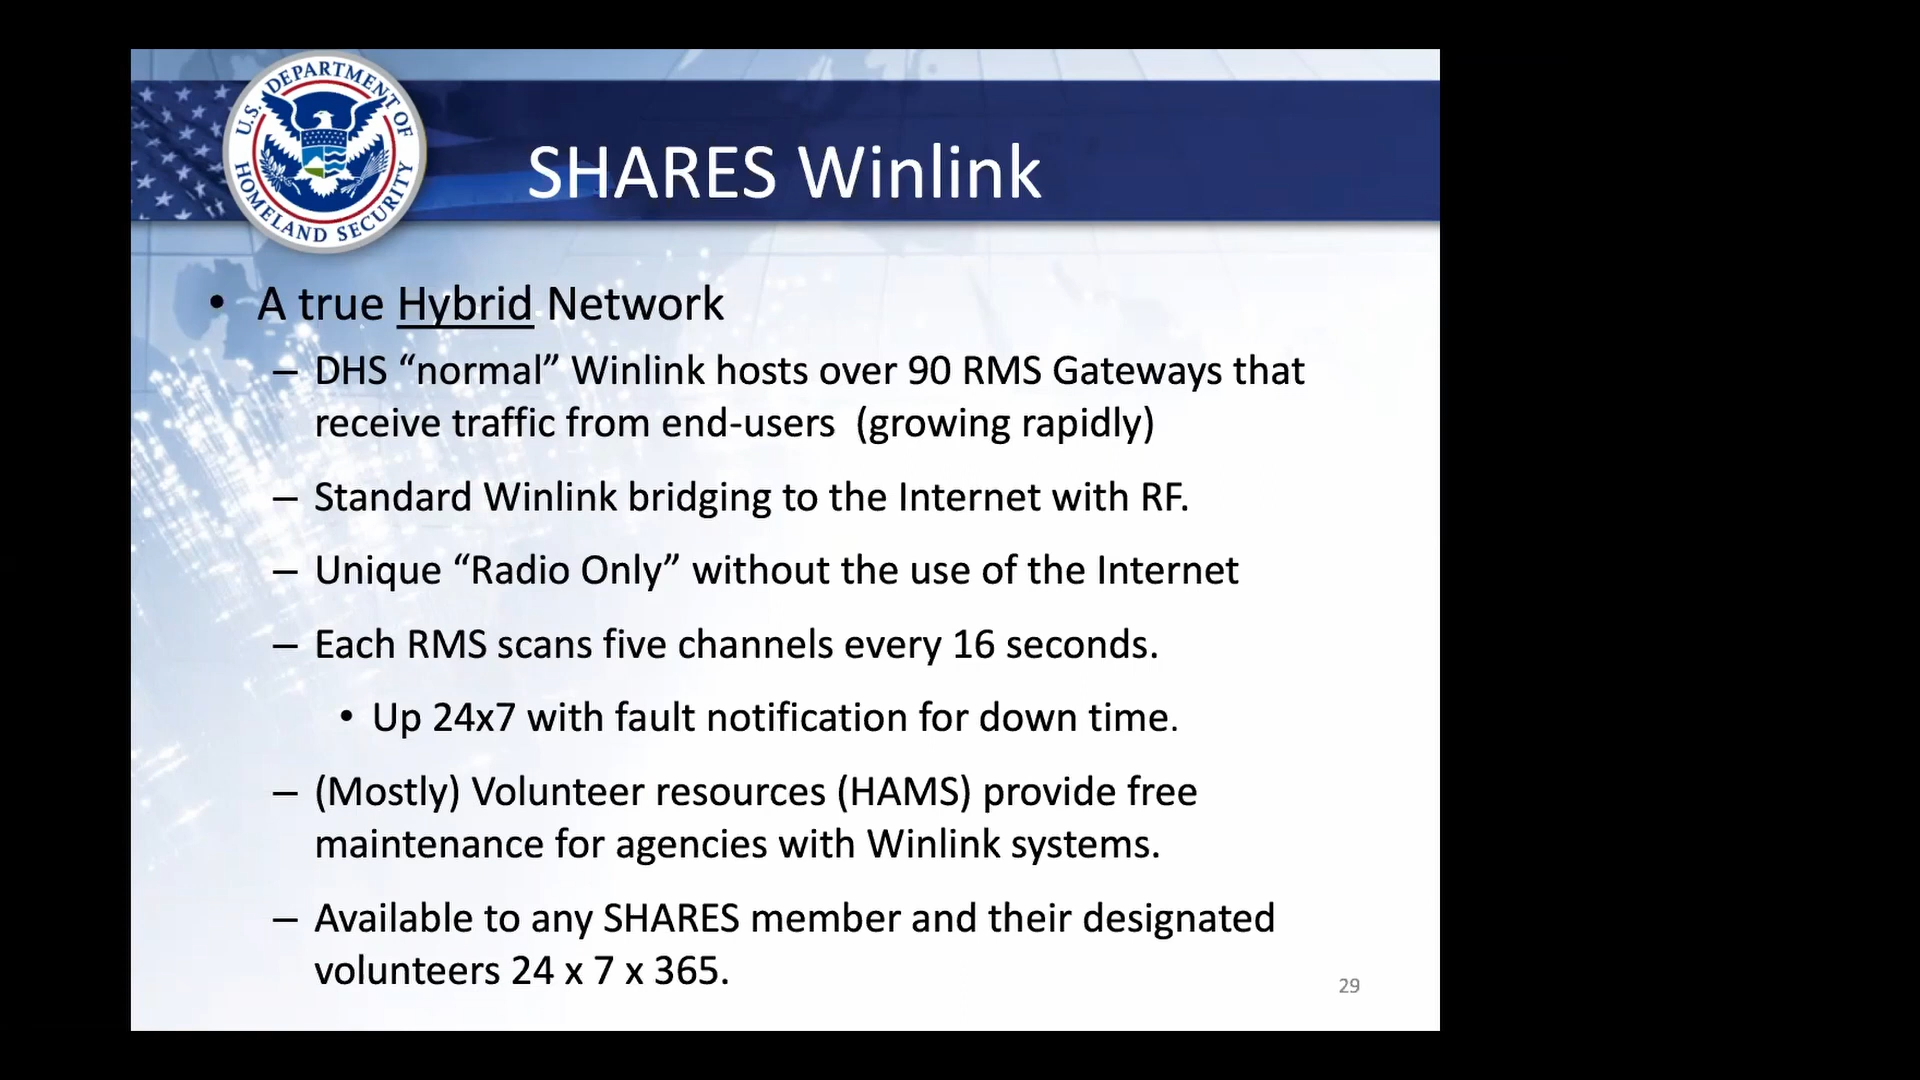 U.S. DEPARTMENT OF
HOMELAND SECURITY
SHARES Winlink
• A true Hybrid Network
– DHS “normal” Winlink hosts over 90 RMS Gateways that
receive traffic from end-users  (growing rapidly)
– Standard Winlink bridging to the Internet with RF.
– Unique “Radio Only” without the use of the Internet
– Each RMS scans five channels every 16 seconds.
• Up 24x7 with fault notification for down time.
– (Mostly) Volunteer resources (HAMS) provide free
maintenance for agencies with Winlink systems.
– Available to any SHARES member and their designated
volunteers 24 x 7 x 365.
29